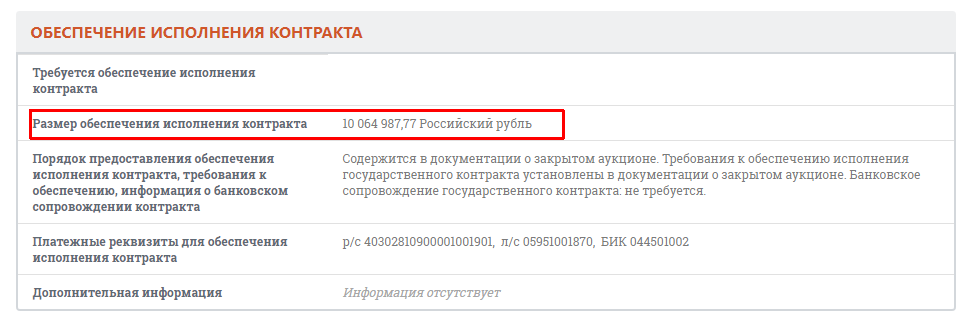 ОБЕСПЕЧЕНИЕ ИСПОЛНЕНИЯ КОНТРАКТА
Требуется обеспечение исполнения
контракта
Размер обеспечения исполнения контракта
10 064 987,77 Российский рубль
Порядок предоставления обеспечения
исполнения контракта, требования к
обеспечению, информация о банковском
сопровождении контракта
Содержится в документации о закрытом аукционе. Требования к обеспечению исполнения
государственного контракта установлены в документации о закрытом аукционе. Банковское
сопровождение государственного контракта: не требуется.
Платежные реквизиты для обеспечения
исполнения контракта
р/с 40302810900001001901, л/с 05951001870, БИК 044501002
Дополнительная информация
Информация отсутствует